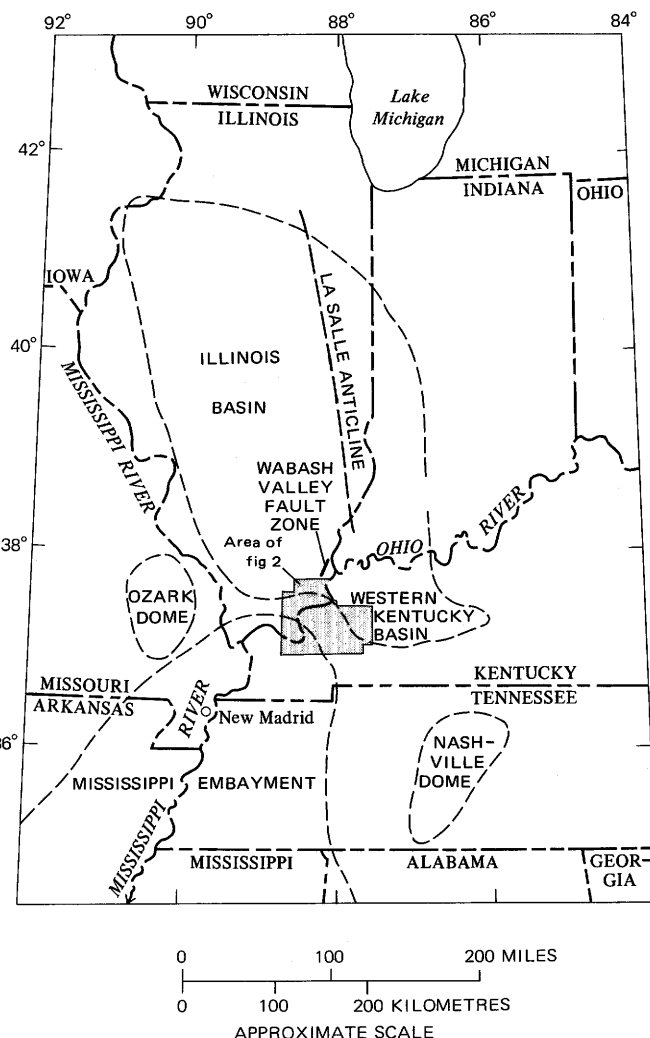 92°
90°
88°
86°
84°
WISCONSIN
ILLINOIS
Lake
Michigan
42°
MICHIGAN
INDIANA
OHIO
IOWA
LA SALLE ANTICLINE
40°
ILLINOIS
BASIN
MISSISSIPPI RIVER
WABASH
VALLEY
FAULT
ZONE
Area of
fig 2
38°
OHIO RIVER
OZARK
DOME
WESTERN
KENTUCKY
BASIN
MISSOURI
ARKANSAS
KENTUCKY
TENNESSEE
New Madrid
36°
NASH-
VILLE
DOME
MISSISSIPPI EMBAYMENT
MISSISSIPPI RIVER
MISSISSIPPI
ALABAMA
GEOR-
GIA
0 100 200 MILES
0 100 200 KILOMETRES
APPROXIMATE SCALE